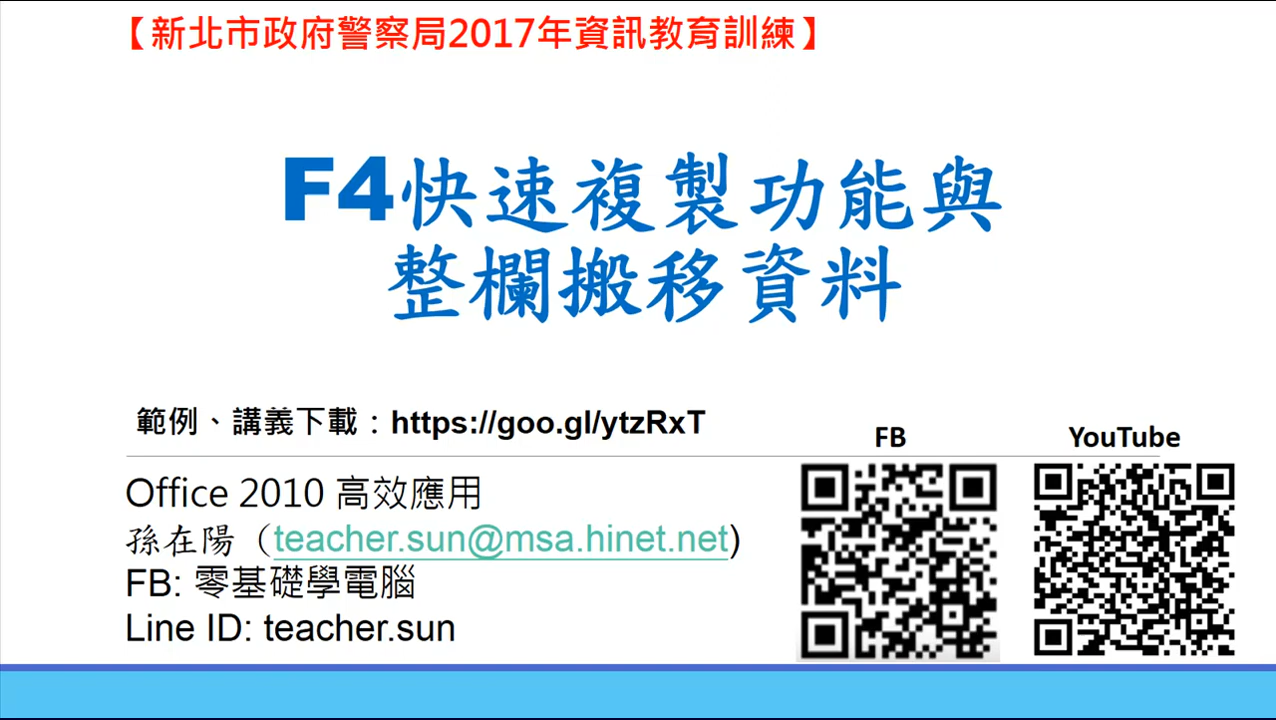 【新北市政府警察局2017年資訊教育訓練】
F4快速複製功能與
整欄搬移資料
範例、講義下載：https://goo.gl/ytzRxT
FB
YouTube
Office 2010 高效應用
孫在陽（teacher.sun@msa.hinet.net)
FB: 零基礎學電腦
Line ID: teacher.sun